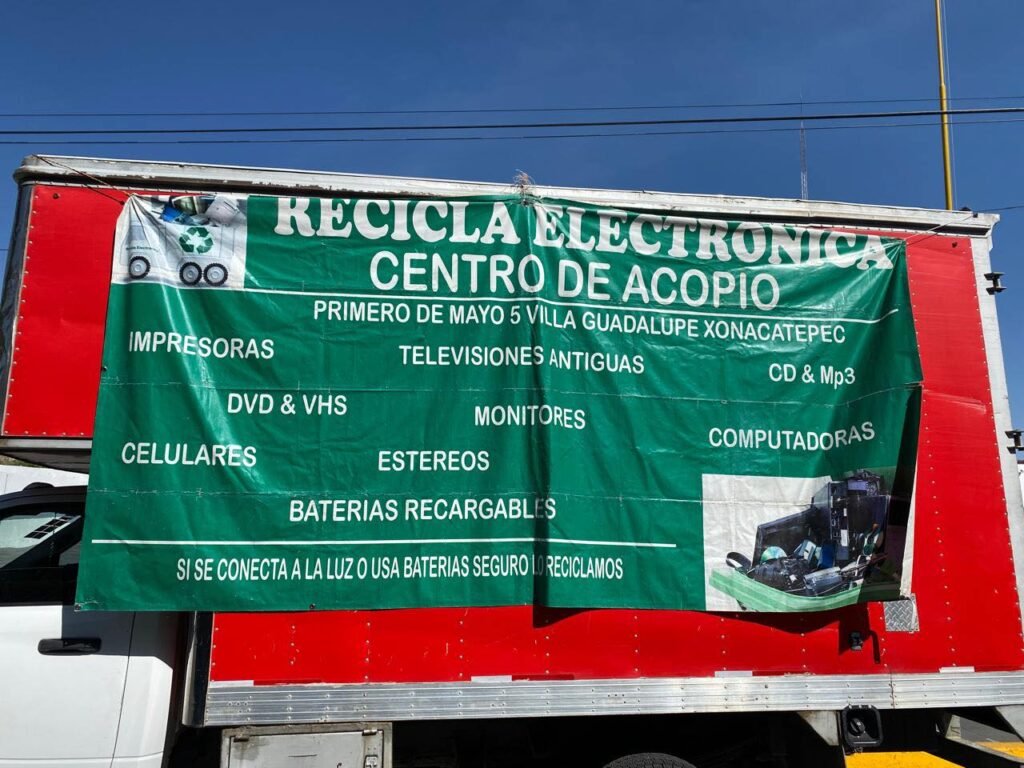 RECICLA ELECTRONICA
CENTRO DE ACOPIO
PRIMERO DE MAYO 5 VILLA GUADALUPE XONACATEPEC
IMPRESORAS
TELEVISIONES ANTIGUAS
CD & Mp3
DVD & VHS
MONITORES
COMPUTADORAS
CELULARES
ESTEREOS
BATERIAS RECARGABLES
SI SE CONECTA A LA LUZ O USA BATERIAS SEGURO LO RECICLAMOS